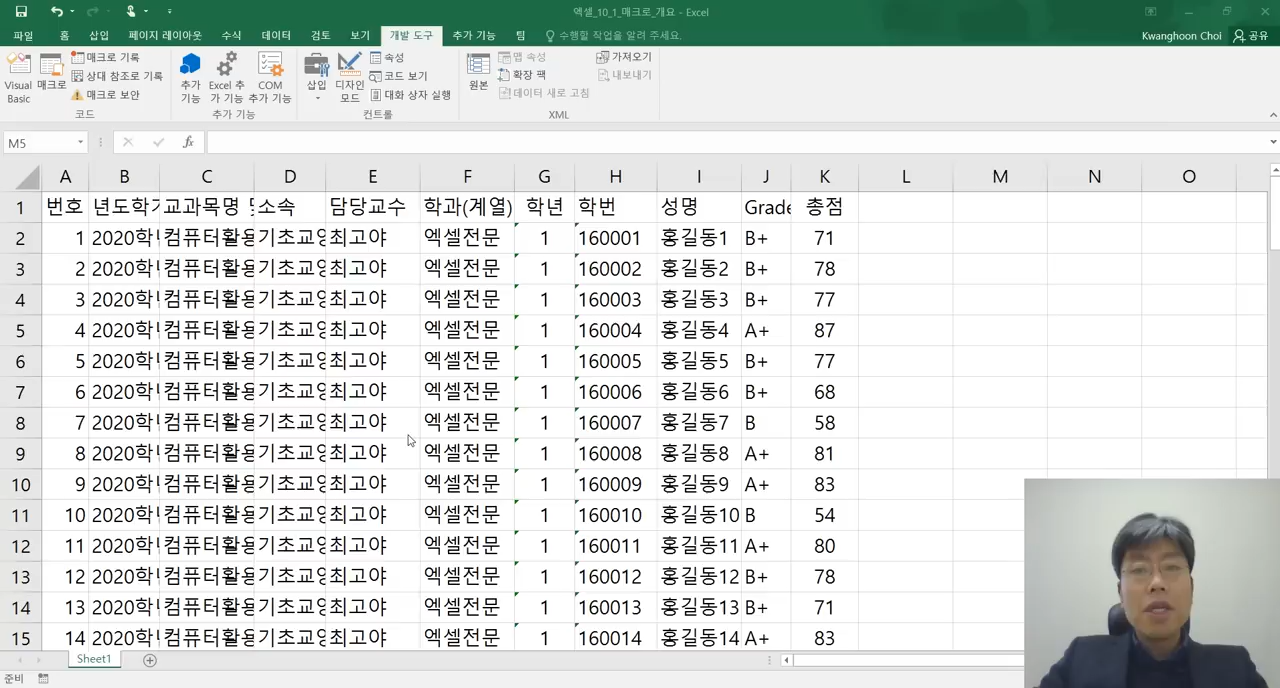 엑셀_10_1_매크로_개요 - Excel
파일 홈 삽입 페이지 레이아웃 수식 데이터 검토 보기 개발 도구 추가 기능 팀 수행할 작업을 알려 주세요. Kwanghoon Choi 공유
Visual Basic 매크로 매크로 기록 상대 참조로 기록 매크로 보안
추가 기능 Excel 추가 기능 COM 추가 기능
삽입 디자인 모드 속성 코드 보기 대화 상자 실행
원본 맵 속성 확장 팩 데이터 새로 고침 가져오기 내보내기
코드 추가 기능 컨트롤 XML
M5 fx
A B C D E F G H I J K L M N O
1 번호 년도학기 교과목명 소속 담당교수 학과(계열) 학년 학번 성명 Grade 총점
2 1 2020학 컴퓨터활용 기초교양 최고야 엑셀전문 1 160001 홍길동1 B+ 71
3 2 2020학 컴퓨터활용 기초교양 최고야 엑셀전문 1 160002 홍길동2 B+ 78
4 3 2020학 컴퓨터활용 기초교양 최고야 엑셀전문 1 160003 홍길동3 B+ 77
5 4 2020학 컴퓨터활용 기초교양 최고야 엑셀전문 1 160004 홍길동4 A+ 87
6 5 2020학 컴퓨터활용 기초교양 최고야 엑셀전문 1 160005 홍길동5 B+ 77
7 6 2020학 컴퓨터활용 기초교양 최고야 엑셀전문 1 160006 홍길동6 B+ 68
8 7 2020학 컴퓨터활용 기초교양 최고야 엑셀전문 1 160007 홍길동7 B 58
9 8 2020학 컴퓨터활용 기초교양 최고야 엑셀전문 1 160008 홍길동8 A+ 81
10 9 2020학 컴퓨터활용 기초교양 최고야 엑셀전문 1 160009 홍길동9 A+ 83
11 10 2020학 컴퓨터활용 기초교양 최고야 엑셀전문 1 160010 홍길동10 B 54
12 11 2020학 컴퓨터활용 기초교양 최고야 엑셀전문 1 160011 홍길동11 A+ 80
13 12 2020학 컴퓨터활용 기초교양 최고야 엑셀전문 1 160012 홍길동12 B+ 78
14 13 2020학 컴퓨터활용 기초교양 최고야 엑셀전문 1 160013 홍길동13 B+ 71
15 14 2020학 컴퓨터활용 기초교양 최고야 엑셀전문 1 160014 홍길동14 A+ 83
Sheet1
준비